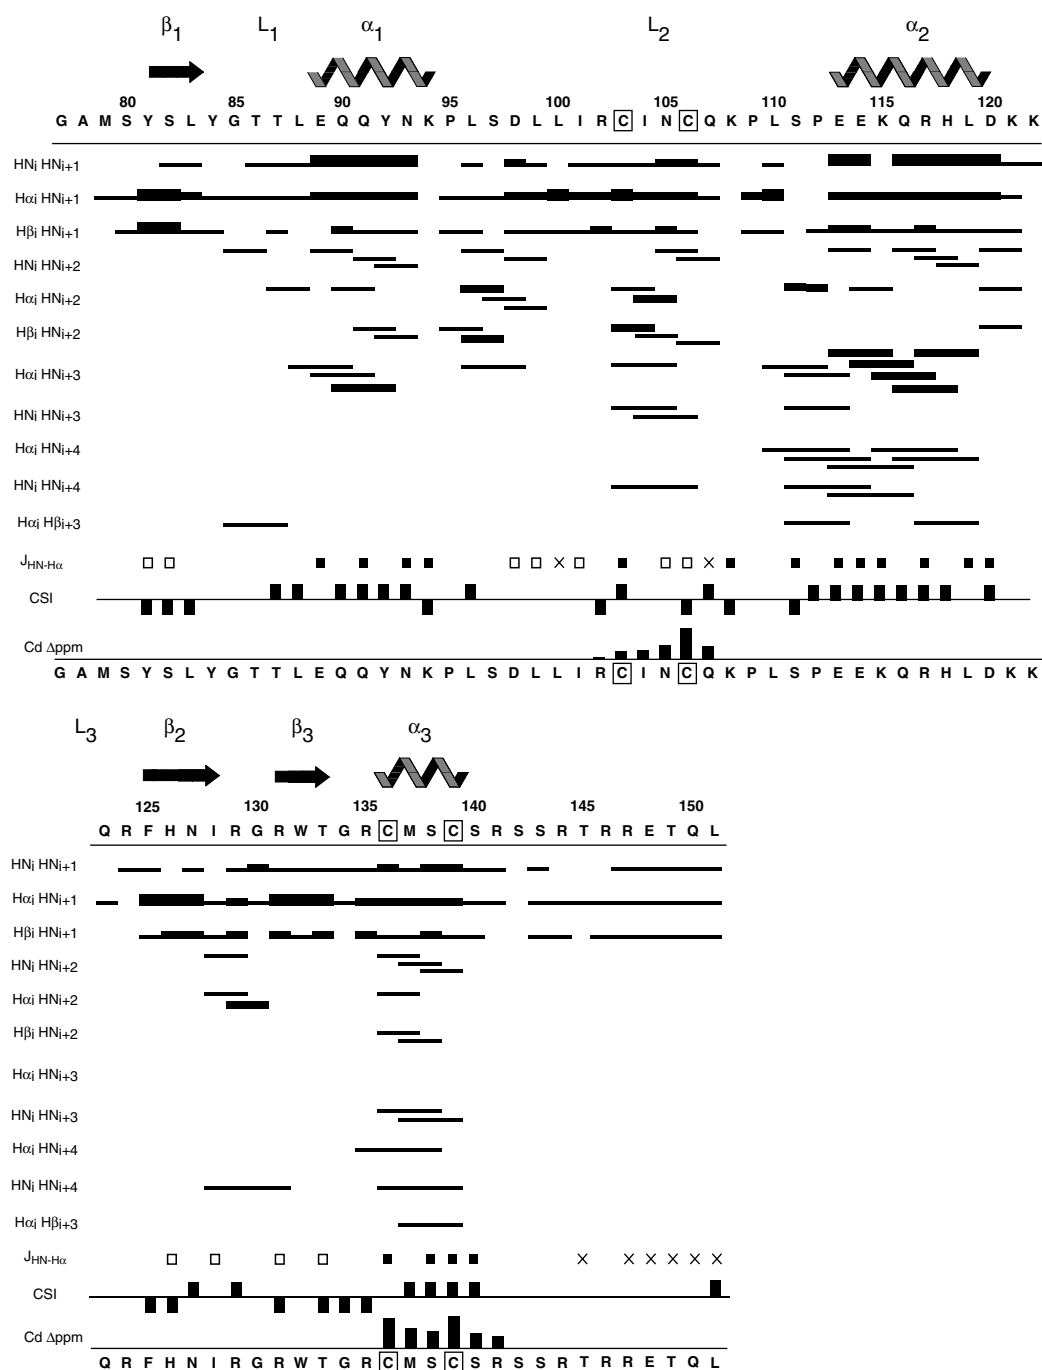 β1 L1 α1 L2 α2
80 85 90 95 100 105 110 115 120
G A M S Y S L Y G T T L E Q Q Y N K P L S D L L I R C I N C Q K P L S P E E K Q R H L D K K
HNi HNi+1
Hαi HNi+1
Hβi HNi+1
HNi HNi+2
Hαi HNi+2
Hβi HNi+2
Hαi HNi+3
HNi HNi+3
Hαi HNi+4
HNi HNi+4
Hαi Hβi+3
JHN-Hα
CSI
Cd Δppm
G A M S Y S L Y G T T L E Q Q Y N K P L S D L L I R C I N C Q K P L S P E E K Q R H L D K K
L3 β2 β3 α3
125 130 135 140 145 150
Q R F H N I R G R W T G R C M S C S R S S R T R R E T Q L
HNi HNi+1
Hαi HNi+1
Hβi HNi+1
HNi HNi+2
Hαi HNi+2
Hβi HNi+2
Hαi HNi+3
HNi HNi+3
Hαi HNi+4
HNi HNi+4
Hαi Hβi+3
JHN-Hα
CSI
Cd Δppm
Q R F H N I R G R W T G R C M S C S R S S R T R R E T Q L